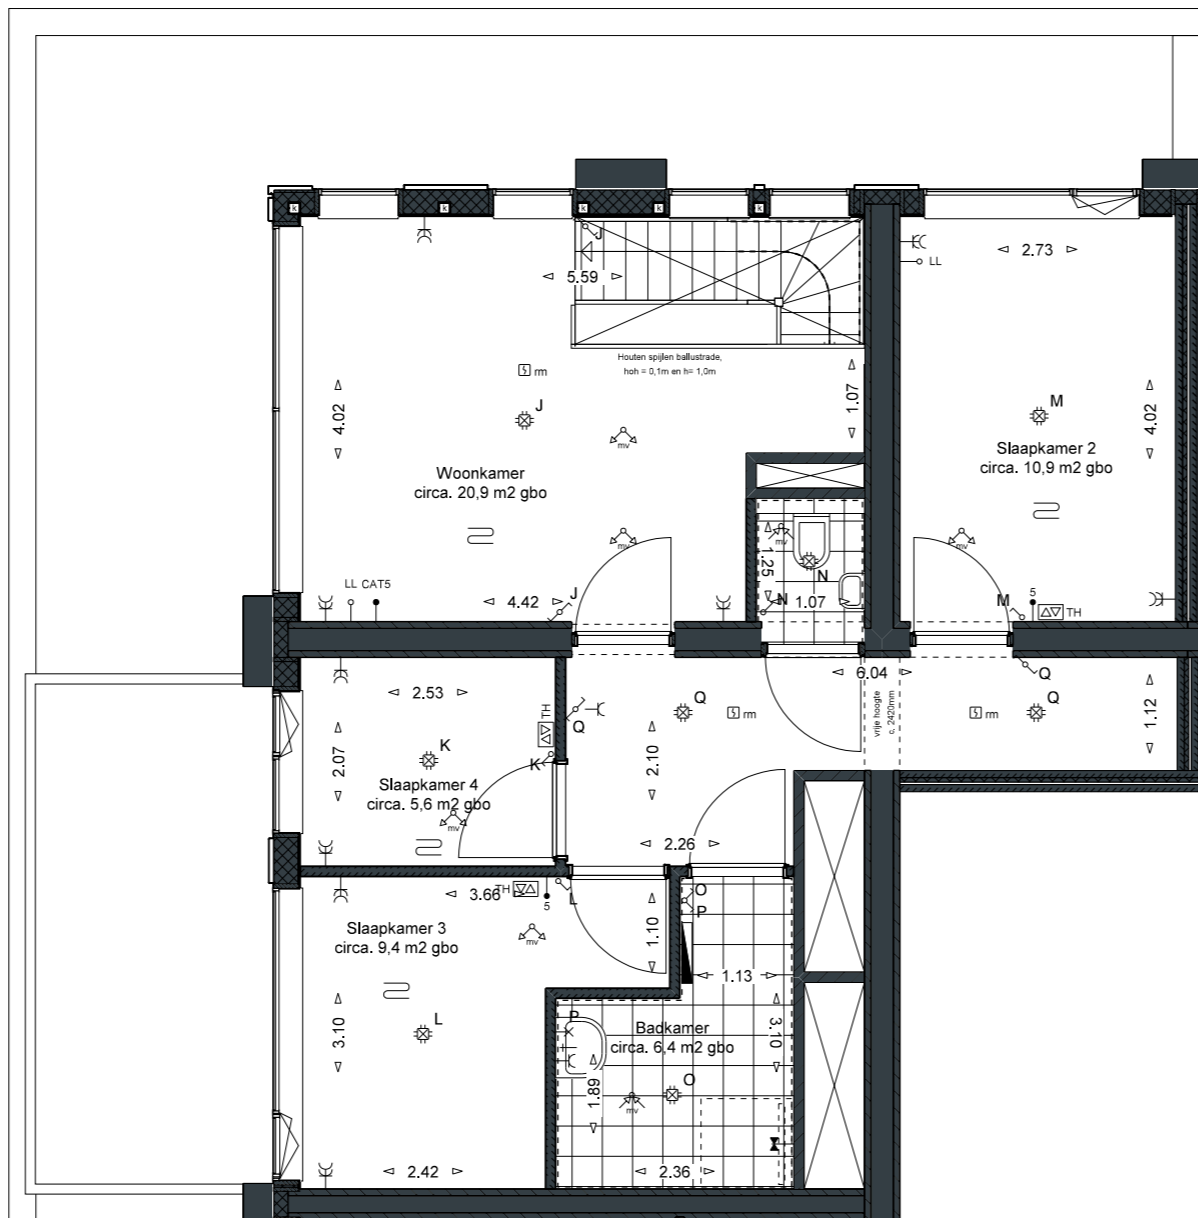 k
k
k
k
k
J
5.59
2.73
LL
Houten spijlen ballustrade,
hoh = 0,1m en h= 1,0m
rm
J
4.02
1.07
4.02
M
mv
Slaapkamer 2
circa. 10,9 m2 gbo
Woonkamer
circa. 20,9 m2 gbo
mv
mv
mv
1.25
N
LL CAT5
J
4.42
N
1.07
M
5
TH
6.04
Q
2.53
TH
Q
Q
rm
vrije hoogte
c, 2420mm
rm
Q
1.12
K
K
2.07
2.10
Slaapkamer 4
circa. 5,6 m2 gbo
mv
2.26
3.66
TH
5
L
O
P
Slaapkamer 3
circa. 9,4 m2 gbo
mv
1.10
1.13
L
3.10
P
Badkamer
circa. 6,4 m2 gbo
3.10
1.89
O
mv
2.42
2.36